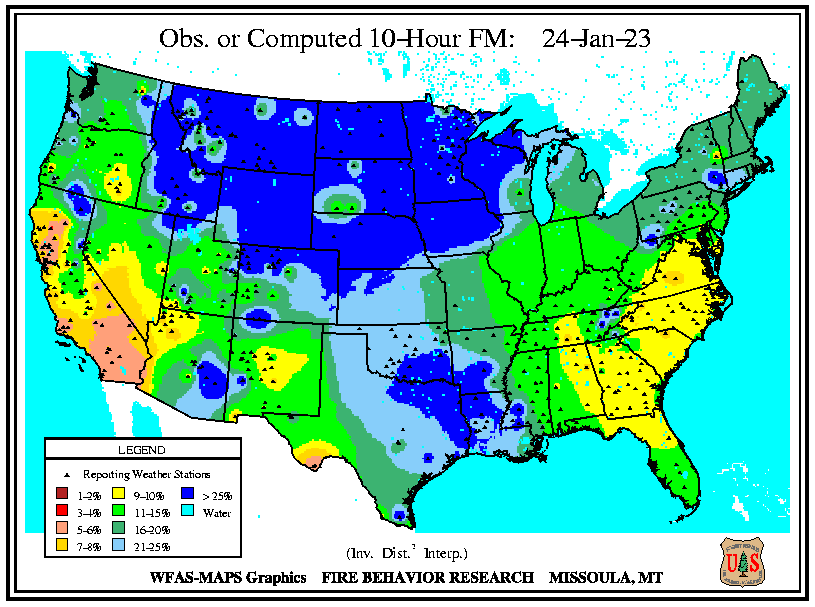 Obs. or Computed 10-Hour FM: 24-Jan-23
LEGEND
Reporting Weather Stations
1-2%
3-4%
5-6%
7-8%
9-10%
11-15%
16-20%
21-25%
> 25%
Water
(Inv. Dist.² Interp.)
WFAS-MAPS Graphics FIRE BEHAVIOR RESEARCH MISSOULA, MT
U S